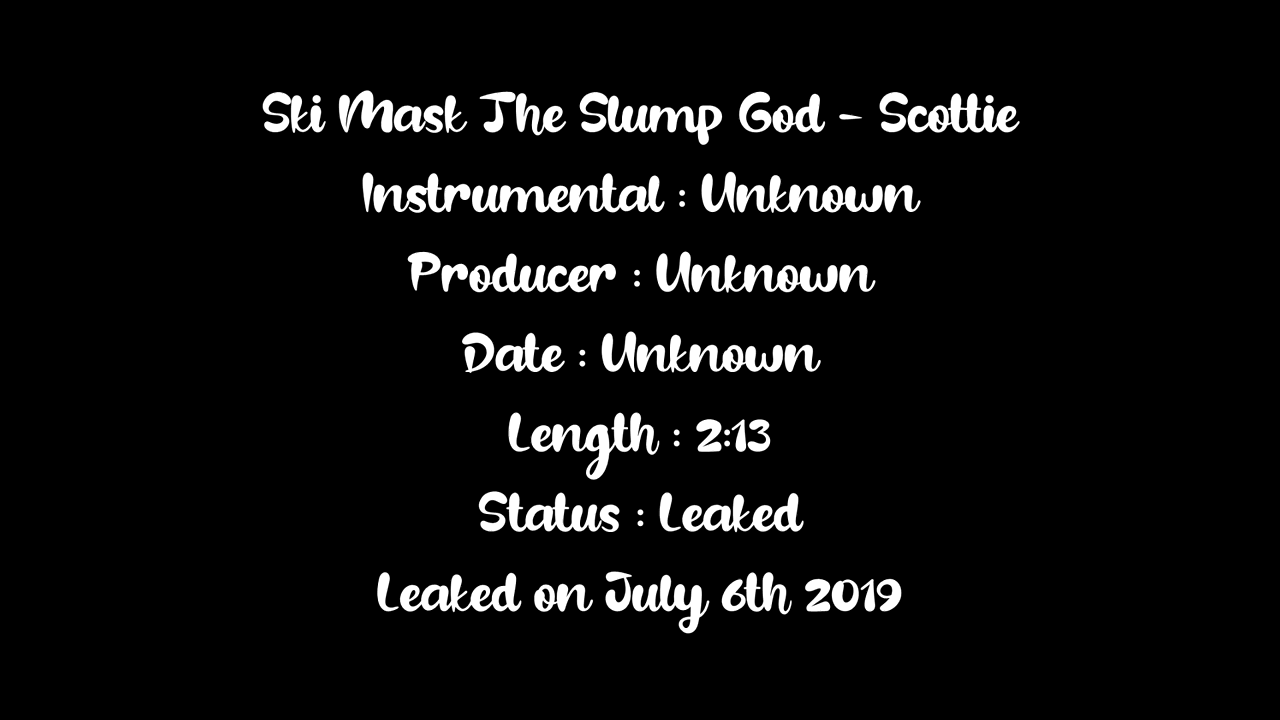 Ski Mask The Slump God - Scottie
Instrumental : Unknown
Producer : Unknown
Date : Unknown
Length : 2:13
Status : Leaked
Leaked on July 6th 2019